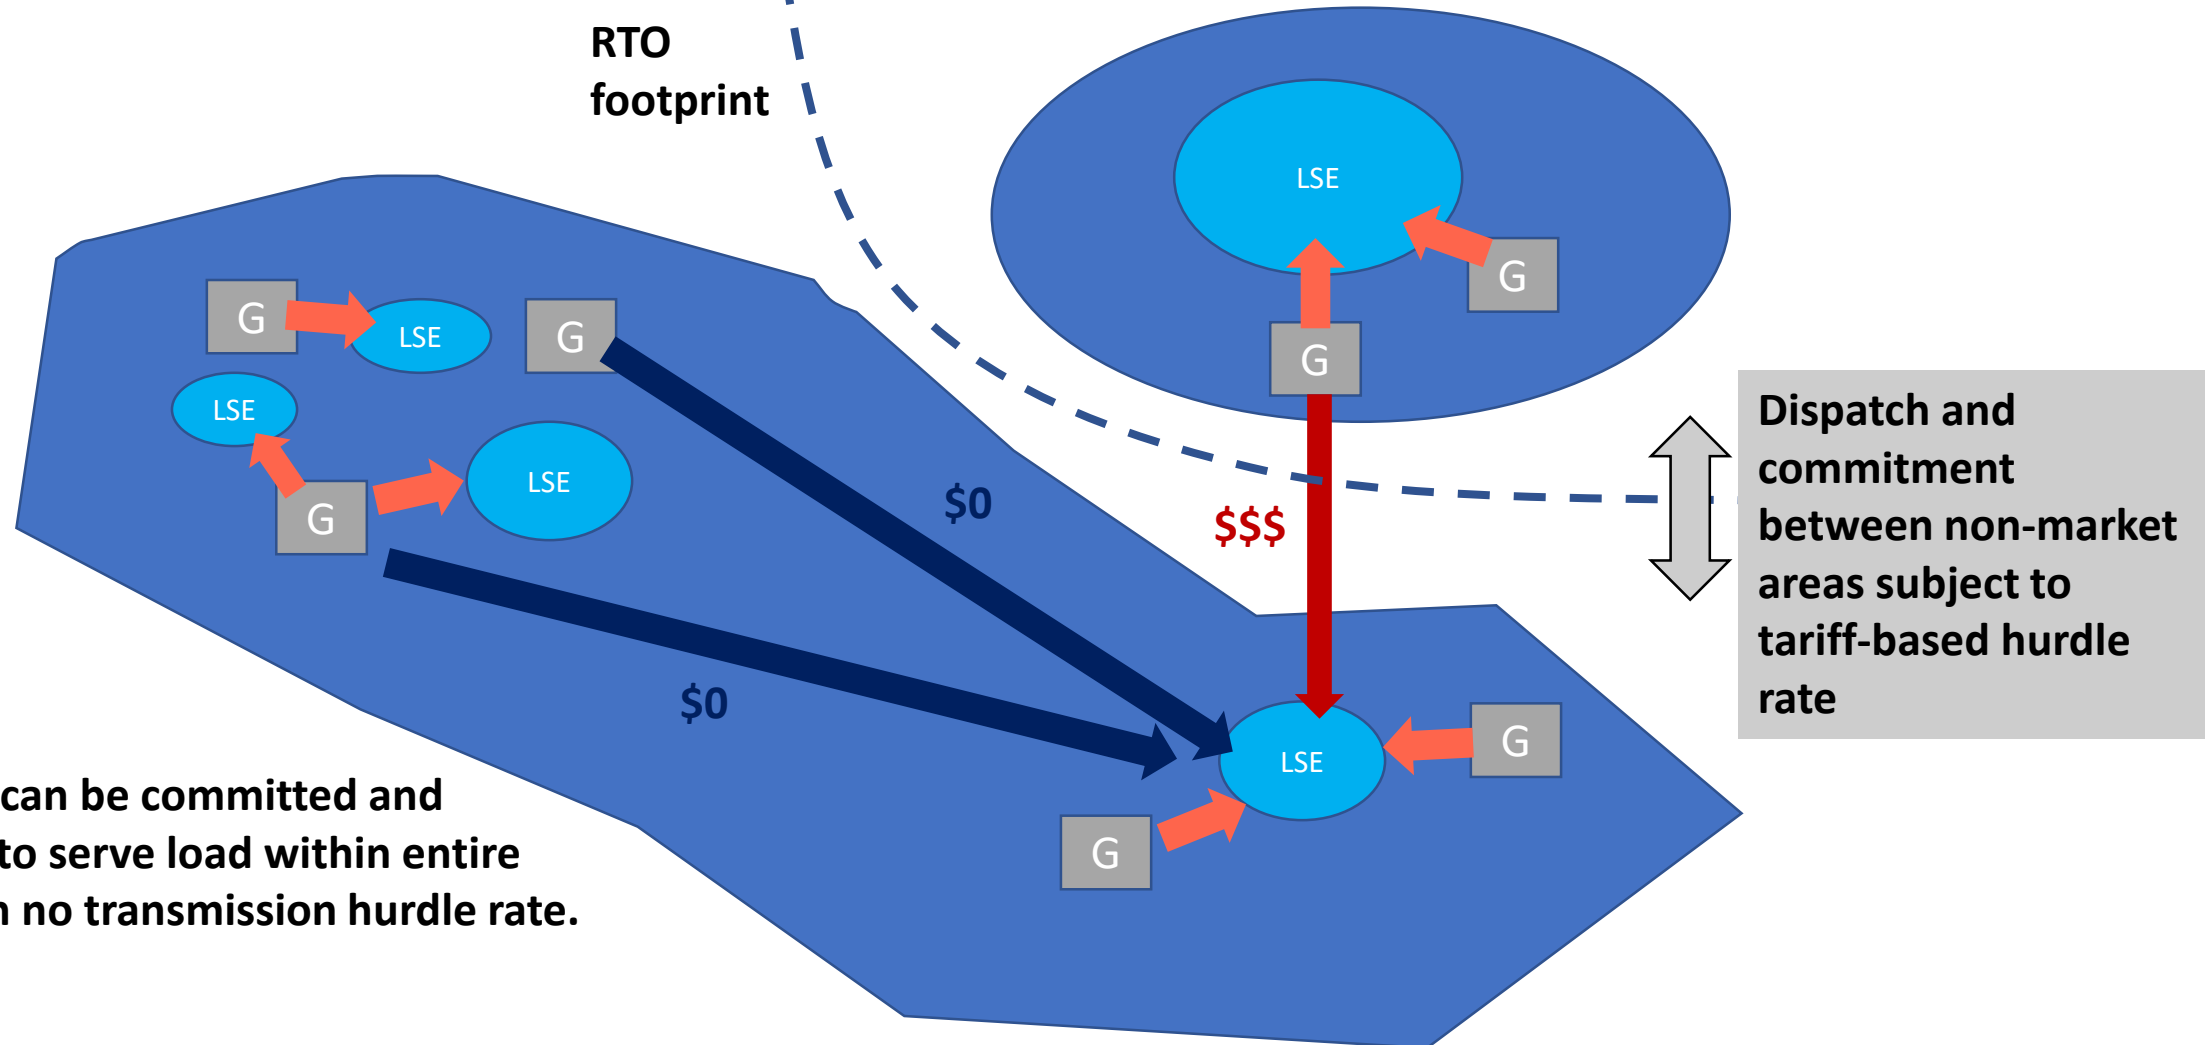 RTO
footprint
LSE
G
G
G
LSE
G
LSE
LSE
G
$0
$$$
$0
Dispatch and
commitment
between non-market
areas subject to
tariff-based hurdle
rate
G
LSE
G
can be committed and
to serve load within entire
no transmission hurdle rate.